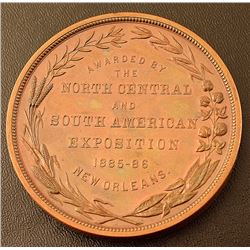 AWARDED BY
THE
NORTH CENTRAL
AND
SOUTH AMERICAN
EXPOSITION
1885-86
NEW ORLEANS.